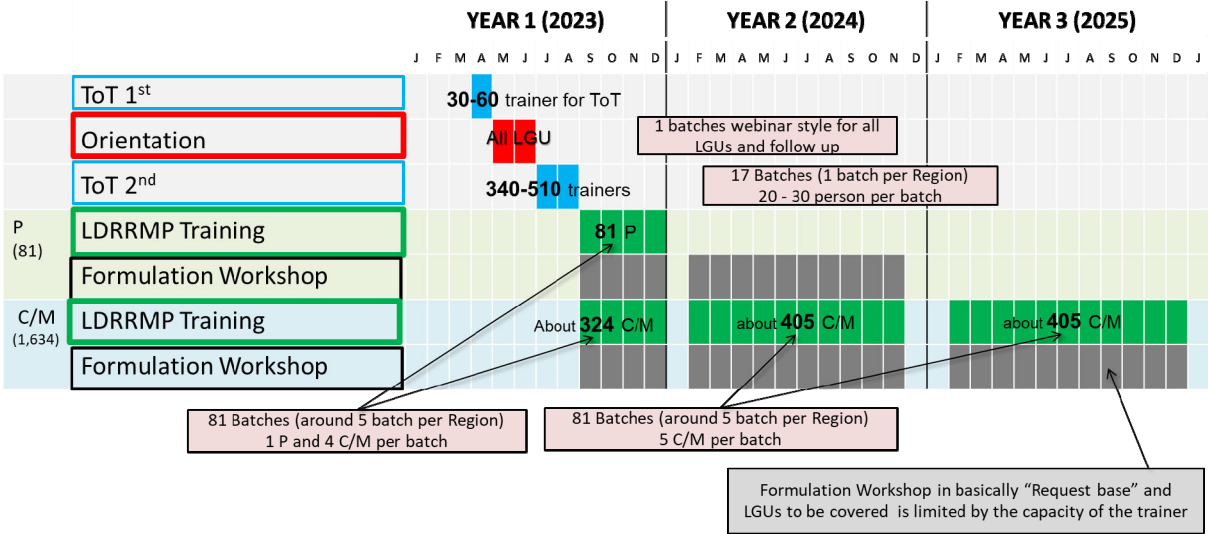 YEAR 1 (2023) YEAR 2 (2024) YEAR 3 (2025)
J F M A M J J A S O N D J F M A M J J A S O N D J F M A M J J A S O N D J
ToT 1st
30-60 trainer for ToT
Orientation
All LGU
1 batches webinar style for all
LGUs and follow up
ToT 2nd
340-510 trainers
17 Batches (1 batch per Region)
20 - 30 person per batch
P
(81)
LDRRMP Training
81 P
Formulation Workshop
C/M
(1,634)
LDRRMP Training
About 324 C/M
about 405 C/M
about 405 C/M
Formulation Workshop
81 Batches (around 5 batch per Region)
1 P and 4 C/M per batch
81 Batches (around 5 batch per Region)
5 C/M per batch
Formulation Workshop in basically “Request base” and
LGUs to be covered is limited by the capacity of the trainer